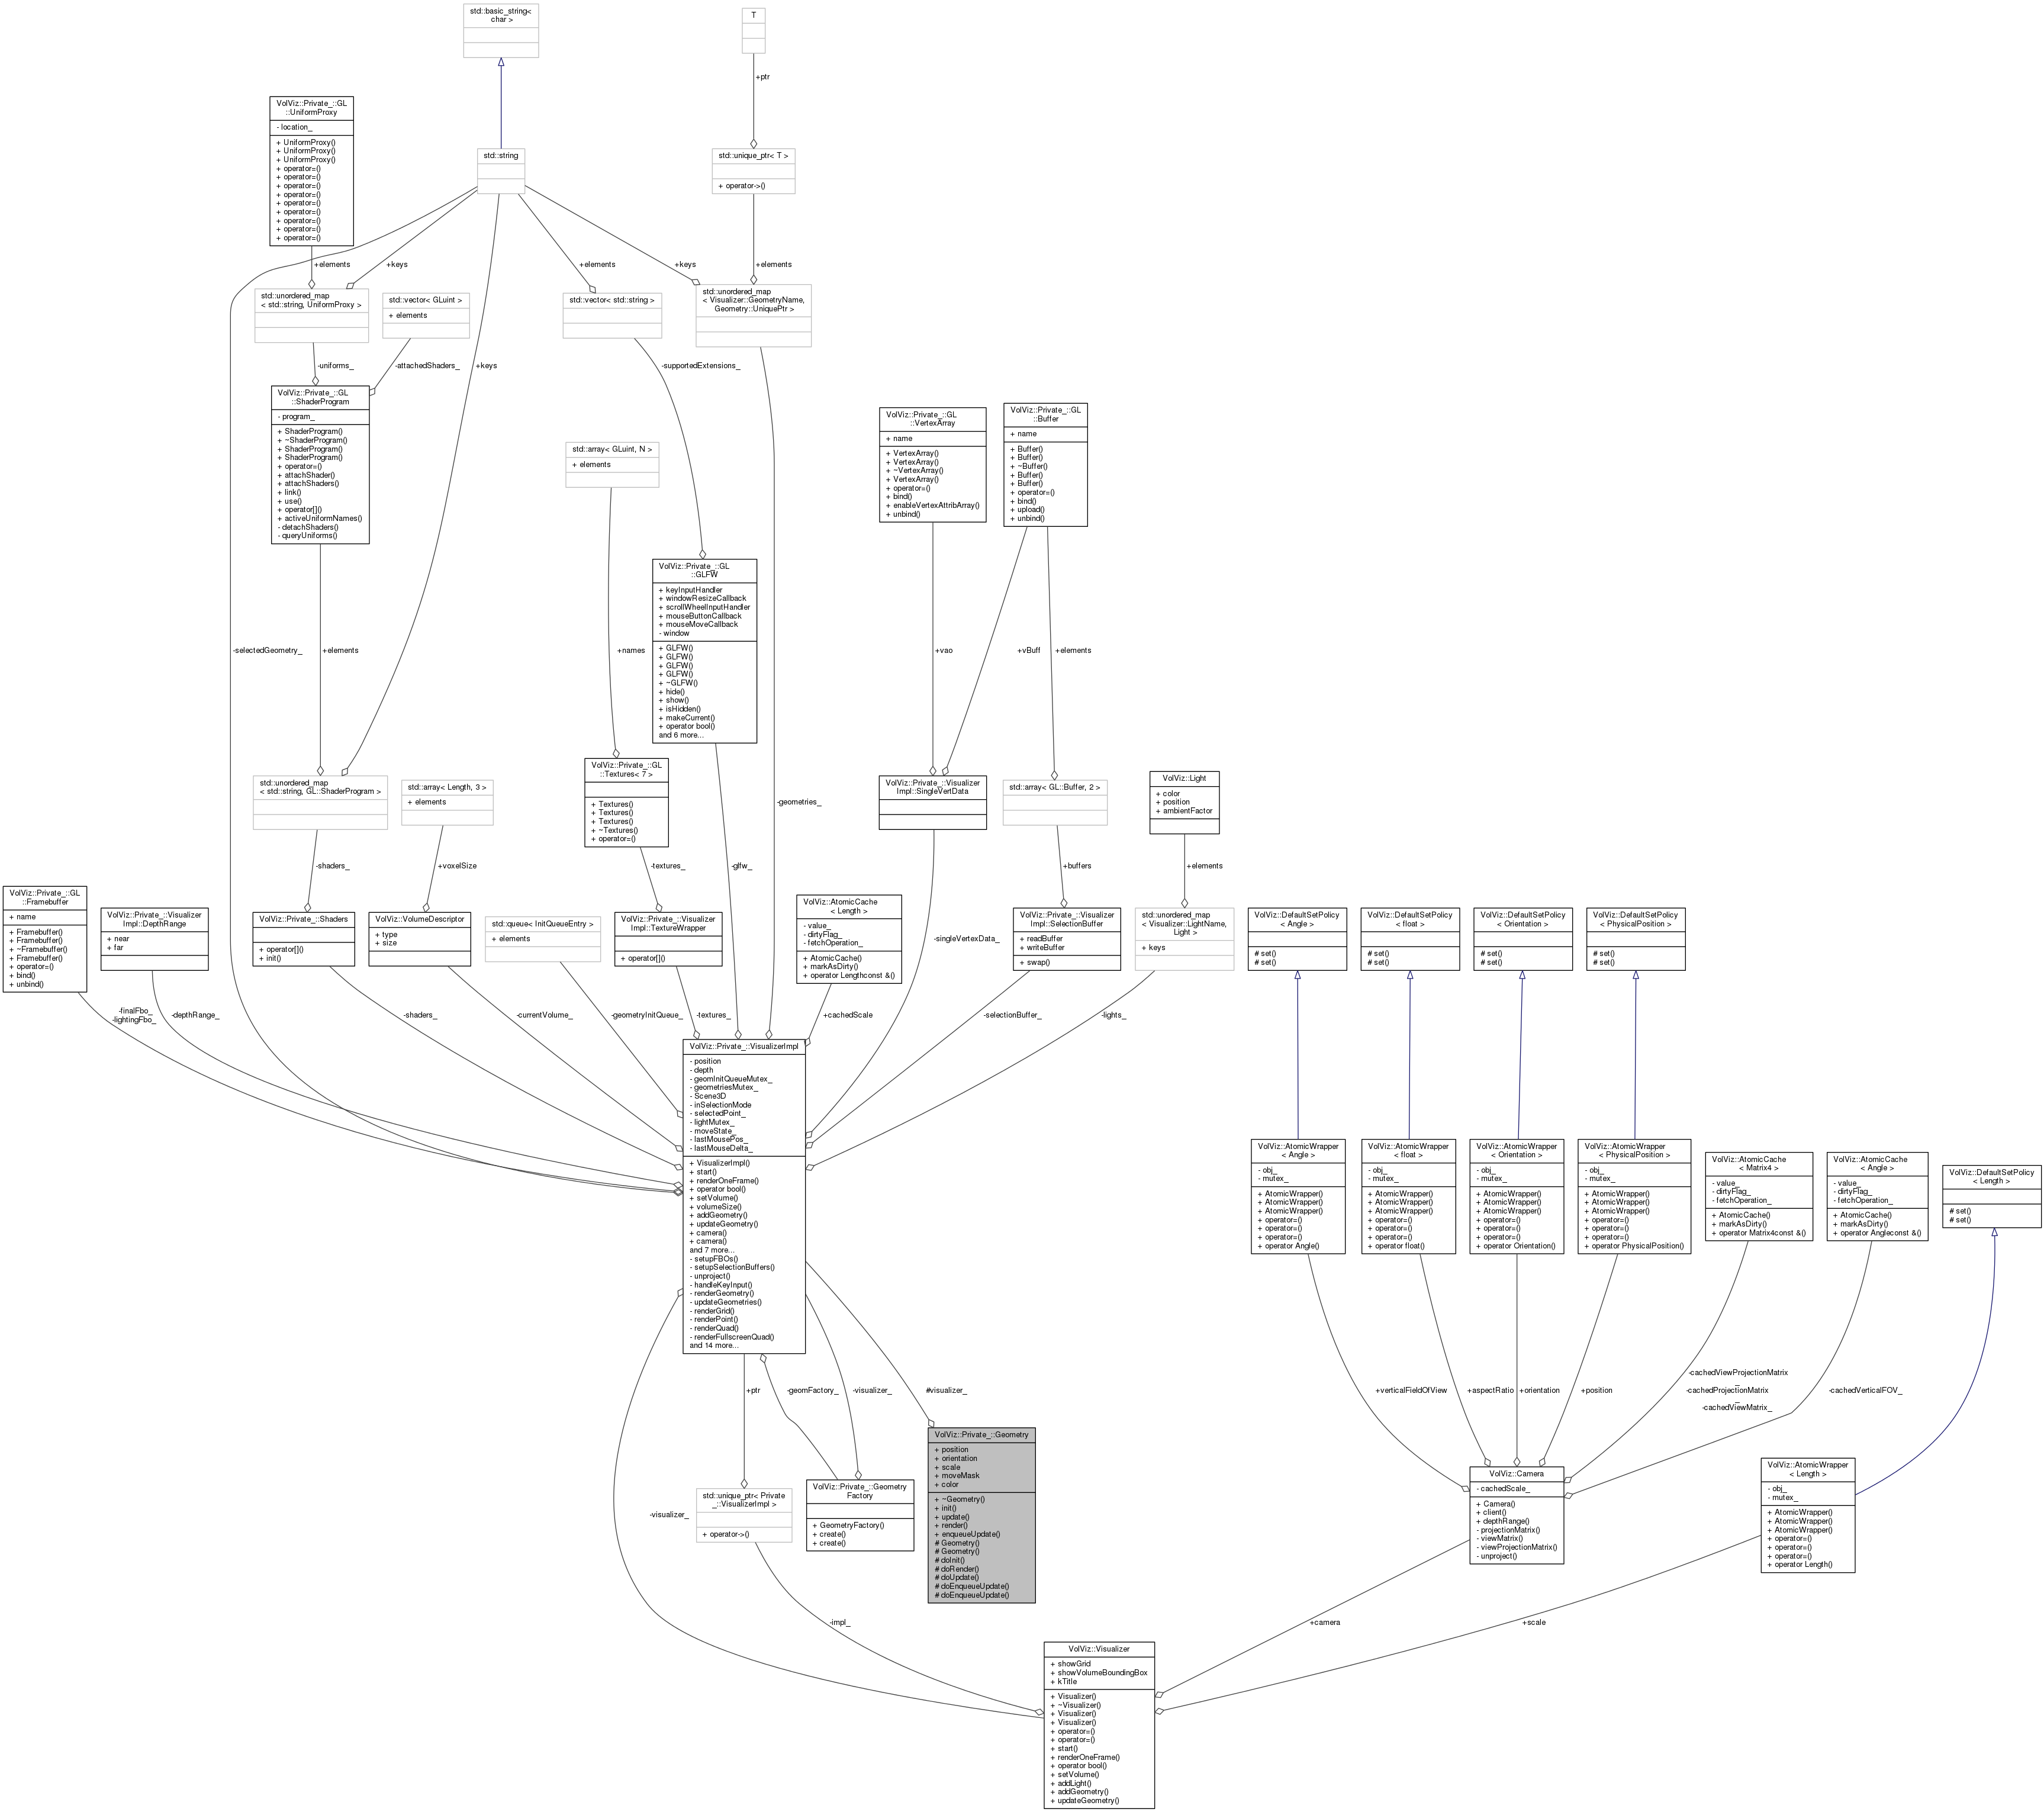 std::basic_string<
char >
T
+ptr
VolViz::Private_::GL
::UniformProxy
- location_
+ UniformProxy()
+ UniformProxy()
+ UniformProxy()
+ operator=()
+ operator=()
+ operator=()
+ operator=()
+ operator=()
+ operator=()
+ operator=()
+ operator=()
+ operator=()
std::string
std::unique_ptr< T >
+ operator->()
+elements
+keys
+elements
+keys
+elements
std::unordered_map
< std::string, UniformProxy >
std::vector< GLuint >
+ elements
std::vector< std::string >
std::unordered_map
< Visualizer::GeometryName,
Geometry::UniquePtr >
-uniforms_
-attachedShaders_
+keys
-supportedExtensions_
VolViz::Private_::GL
::ShaderProgram
- program_
+ ShaderProgram()
+ ~ShaderProgram()
+ ShaderProgram()
+ ShaderProgram()
+ operator=()
+ attachShader()
+ attachShaders()
+ link()
+ use()
+ operator[]()
+ activeUniformNames()
- detachShaders()
- queryUniforms()
std::array< GLuint, N >
+ elements
VolViz::Private_::GL
::VertexArray
+ name
+ VertexArray()
+ VertexArray()
+ ~VertexArray()
+ VertexArray()
+ operator=()
+ bind()
+ enableVertexAttribArray()
+ unbind()
VolViz::Private_::GL
::Buffer
+ name
+ Buffer()
+ Buffer()
+ ~Buffer()
+ Buffer()
+ Buffer()
+ operator=()
+ bind()
+ upload()
+ unbind()
VolViz::Private_::GL
::GLFW
+ keyInputHandler
+ windowResizeCallback
+ scrollWheelInputHandler
+ mouseButtonCallback
+ mouseMoveCallback
- window
+ GLFW()
+ GLFW()
+ GLFW()
+ GLFW()
+ ~GLFW()
+ hide()
+ show()
+ isHidden()
+ makeCurrent()
+ operator bool()
and 6 more...
-selectedGeometry_
+elements
+names
+vao
+vBuff
+elements
std::unordered_map
< std::string, GL::ShaderProgram >
std::array< Length, 3 >
+ elements
VolViz::Private_::GL
::Textures< 7 >
+ Textures()
+ Textures()
+ Textures()
+ ~Textures()
+ operator=()
-geometries_
VolViz::Private_::Visualizer
Impl::SingleVertData
std::array< GL::Buffer, 2 >
VolViz::Light
+ color
+ position
+ ambientFactor
-shaders_
+voxelSize
-textures_
-glfw_
+buffers
+elements
VolViz::Private_::GL
::Framebuffer
+ name
+ Framebuffer()
+ Framebuffer()
+ ~Framebuffer()
+ Framebuffer()
+ operator=()
+ bind()
+ unbind()
VolViz::Private_::Visualizer
Impl::DepthRange
+ near
+ far
VolViz::Private_::Shaders
+ operator[]()
+ init()
VolViz::VolumeDescriptor
+ type
+ size
std::queue< InitQueueEntry >
+ elements
VolViz::Private_::Visualizer
Impl::TextureWrapper
+ operator[]()
VolViz::AtomicCache
< Length >
- value_
- dirtyFlag_
- fetchOperation_
+ AtomicCache()
+ markAsDirty()
+ operator Lengthconst &()
-singleVertexData_
VolViz::Private_::Visualizer
Impl::SelectionBuffer
+ readBuffer
+ writeBuffer
+ swap()
std::unordered_map
< Visualizer::LightName,
Light >
+ keys
VolViz::DefaultSetPolicy
< Angle >
# set()
# set()
VolViz::DefaultSetPolicy
< float >
# set()
# set()
VolViz::DefaultSetPolicy
< Orientation >
# set()
# set()
VolViz::DefaultSetPolicy
< PhysicalPosition >
# set()
# set()
-finalFbo_
-lightingFbo_
-depthRange_
-shaders_
-currentVolume_
-geometryInitQueue_
-textures_
+cachedScale
-selectionBuffer_
-lights_
VolViz::Private_::VisualizerImpl
- position
- depth
- geomInitQueueMutex_
- geometriesMutex_
- Scene3D
- inSelectionMode
- selectedPoint_
- lightMutex_
- moveState_
- lastMousePos_
- lastMouseDelta_
+ VisualizerImpl()
+ start()
+ renderOneFrame()
+ operator bool()
+ setVolume()
+ volumeSize()
+ addGeometry()
+ updateGeometry()
+ camera()
+ camera()
and 7 more...
- setupFBOs()
- setupSelectionBuffers()
- unproject()
- handleKeyInput()
- renderGeometry()
- updateGeometries()
- renderGrid()
- renderPoint()
- renderQuad()
- renderFullscreenQuad()
and 14 more...
VolViz::AtomicWrapper
< Angle >
- obj_
- mutex_
+ AtomicWrapper()
+ AtomicWrapper()
+ AtomicWrapper()
+ operator=()
+ operator=()
+ operator=()
+ operator Angle()
VolViz::AtomicWrapper
< float >
- obj_
- mutex_
+ AtomicWrapper()
+ AtomicWrapper()
+ AtomicWrapper()
+ operator=()
+ operator=()
+ operator=()
+ operator float()
VolViz::AtomicWrapper
< Orientation >
- obj_
- mutex_
+ AtomicWrapper()
+ AtomicWrapper()
+ AtomicWrapper()
+ operator=()
+ operator=()
+ operator=()
+ operator Orientation()
VolViz::AtomicWrapper
< PhysicalPosition >
- obj_
- mutex_
+ AtomicWrapper()
+ AtomicWrapper()
+ AtomicWrapper()
+ operator=()
+ operator=()
+ operator=()
+ operator PhysicalPosition()
VolViz::AtomicCache
< Matrix4 >
- value_
- dirtyFlag_
- fetchOperation_
+ AtomicCache()
+ markAsDirty()
+ operator Matrix4const &()
VolViz::AtomicCache
< Angle >
- value_
- dirtyFlag_
- fetchOperation_
+ AtomicCache()
+ markAsDirty()
+ operator Angleconst &()
VolViz::DefaultSetPolicy
< Length >
# set()
# set()
+ptr
-geomFactory_
-visualizer_
#visualizer_
+verticalFieldOfView
+aspectRatio
+orientation
+position
-cachedViewProjectionMatrix
_
-cachedProjectionMatrix
_
-cachedViewMatrix_
-cachedVerticalFOV_
-visualizer_
std::unique_ptr< Private
_::VisualizerImpl >
+ operator->()
VolViz::Private_::Geometry
Factory
+ GeometryFactory()
+ create()
+ create()
VolViz::Private_::Geometry
+ position
+ orientation
+ scale
+ moveMask
+ color
+ ~Geometry()
+ init()
+ update()
+ render()
+ enqueueUpdate()
# Geometry()
# Geometry()
# doInit()
# doRender()
# doUpdate()
# doEnqueueUpdate()
# doEnqueueUpdate()
VolViz::Camera
- cachedScale_
+ Camera()
+ client()
+ depthRange()
- projectionMatrix()
- viewMatrix()
- viewProjectionMatrix()
- unproject()
VolViz::AtomicWrapper
< Length >
- obj_
- mutex_
+ AtomicWrapper()
+ AtomicWrapper()
+ AtomicWrapper()
+ operator=()
+ operator=()
+ operator=()
+ operator Length()
-impl_
+camera
+scale
VolViz::Visualizer
+ showGrid
+ showVolumeBoundingBox
+ kTitle
+ Visualizer()
+ ~Visualizer()
+ Visualizer()
+ Visualizer()
+ operator=()
+ operator=()
+ start()
+ renderOneFrame()
+ operator bool()
+ setVolume()
+ addLight()
+ addGeometry()
+ updateGeometry()